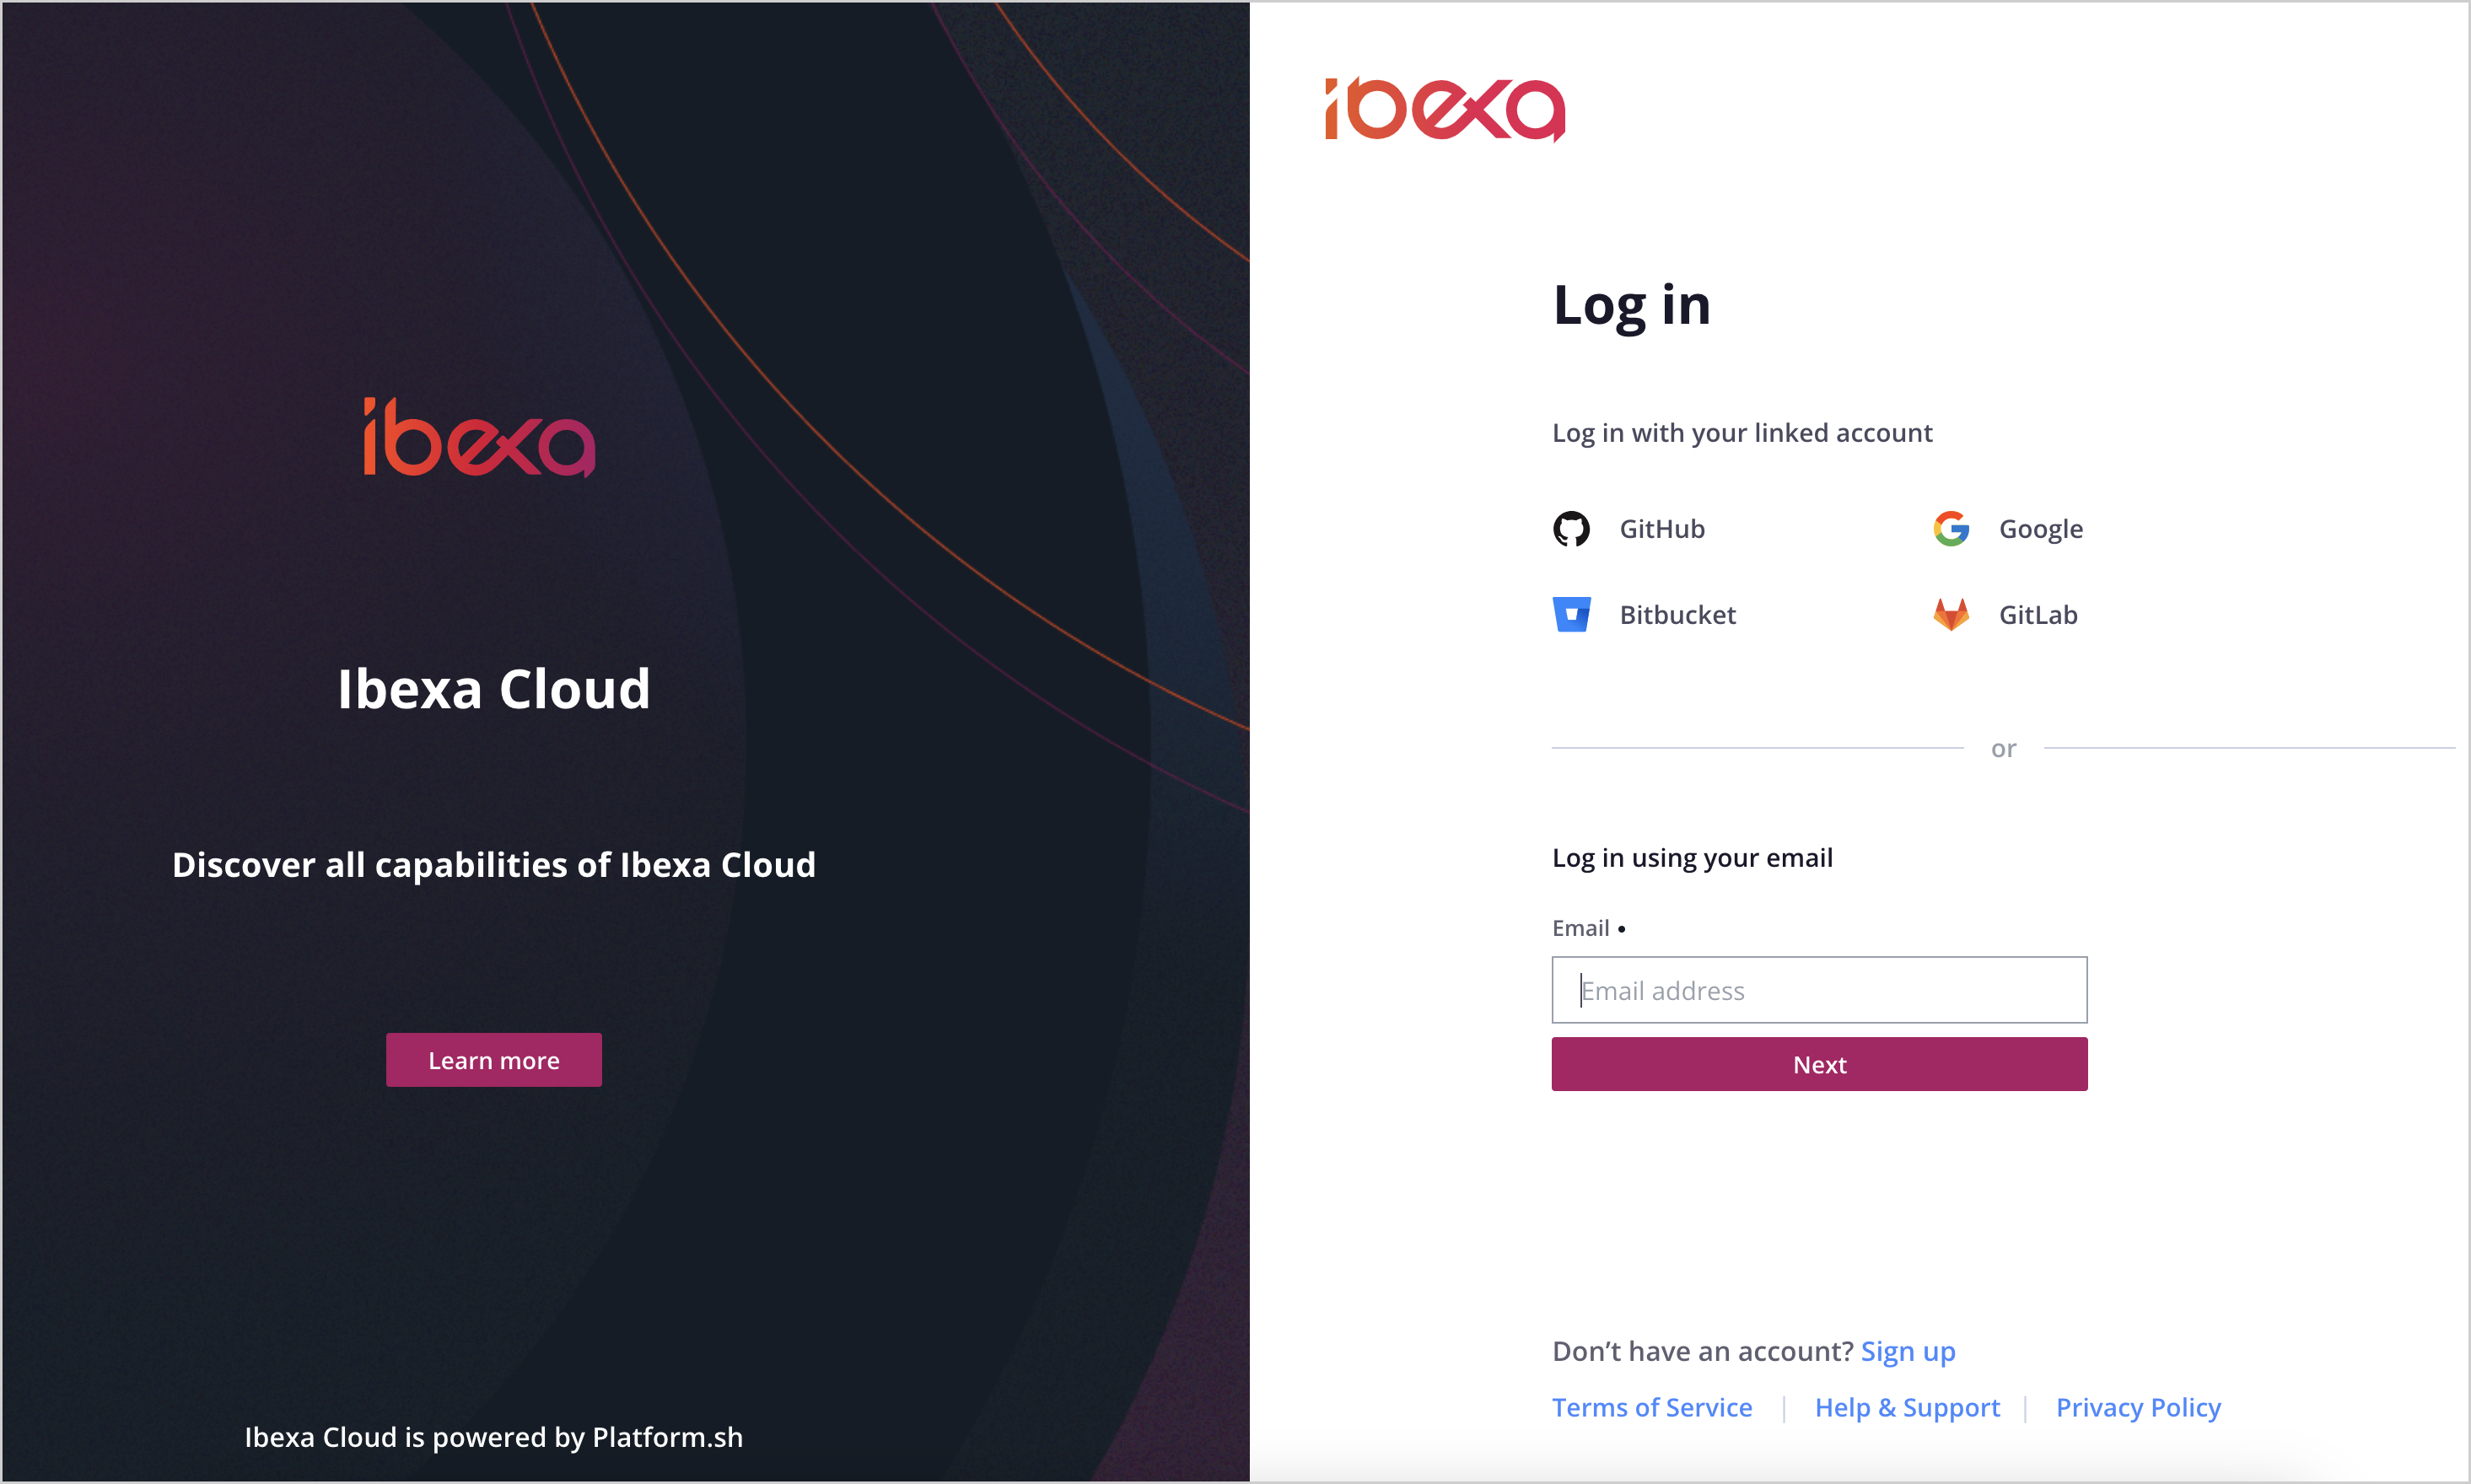 ibexa
Ibexa Cloud
Discover all capabilities of Ibexa Cloud
Learn more
Ibexa Cloud is powered by Platform.sh
ibexa
Log in
Log in with your linked account
GitHub Google
Bitbucket GitLab
or
Log in using your email
Email •
Email address
Next
Don’t have an account? Sign up
Terms of Service | Help & Support | Privacy Policy